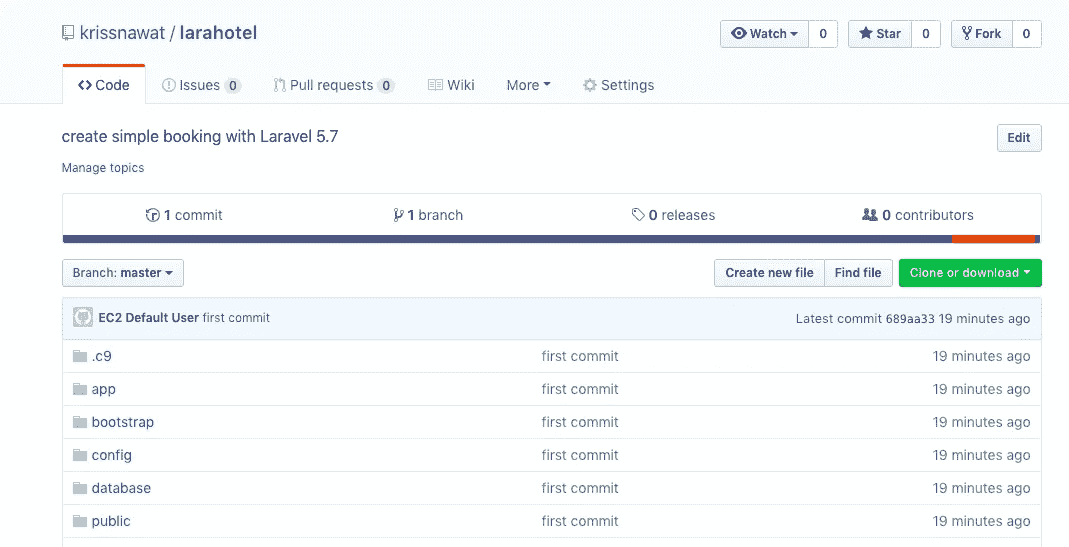 krissnawat / larahotel
Watch 0 Star 0 Fork 0
Code Issues 0 Pull requests 0 Wiki More Settings
create simple booking with Laravel 5.7
Edit
Manage topics
1 commit 1 branch 0 releases 0 contributors
Branch: master Create new file Find file Clone or download
EC2 Default User first commit Latest commit 689aa33 19 minutes ago
.c9 first commit 19 minutes ago
app first commit 19 minutes ago
bootstrap first commit 19 minutes ago
config first commit 19 minutes ago
database first commit 19 minutes ago
public first commit 19 minutes ago